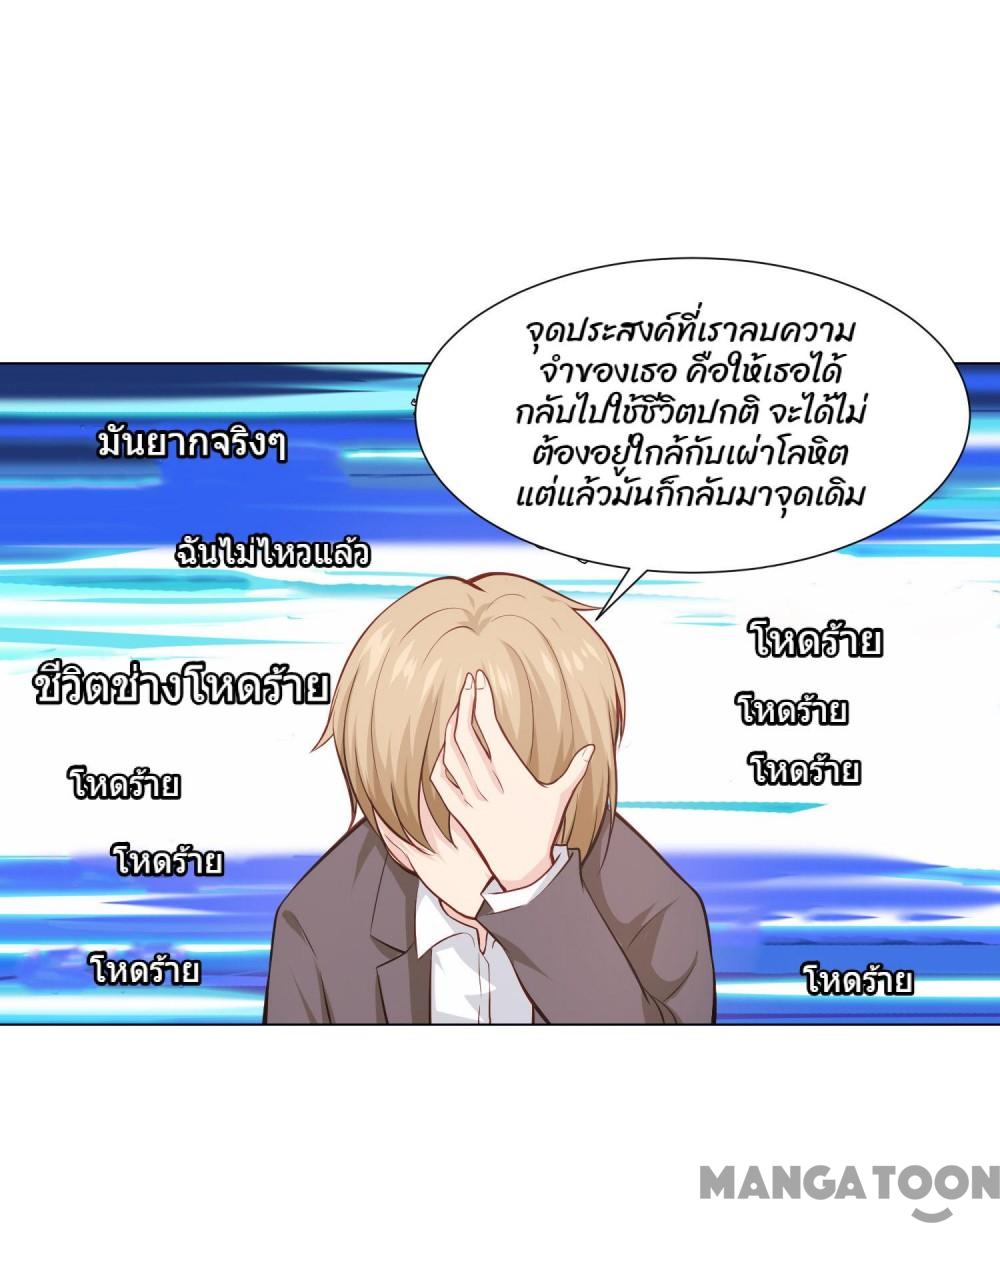 จุดประสงค์ที่เราลบความ
จำของเธอ คือให้เธอได้
กลับไปใช้ชีวิตปกติ จะได้ไม่
ต้องอยู่ใกล้กับเผ่าโลหิต
แต่แล้วมันก็กลับมาจุดเดิม
มันยากจริงๆ
ฉันไม่ไหวแล้ว
ชีวิตช่างโหดร้าย
โหดร้าย
โหดร้าย
โหดร้าย
โหดร้าย
โหดร้าย
โหดร้าย
โหดร้าย
MANGATOON